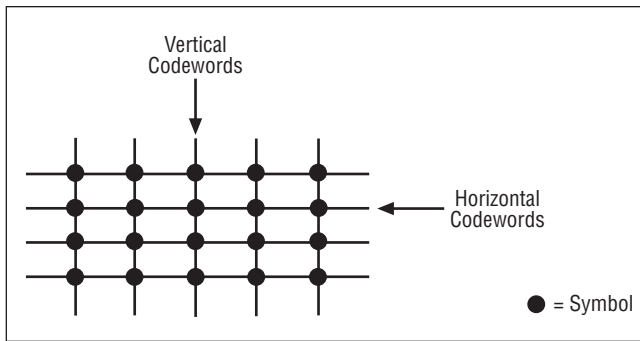 Vertical
Codewords
Horizontal
Codewords
= Symbol